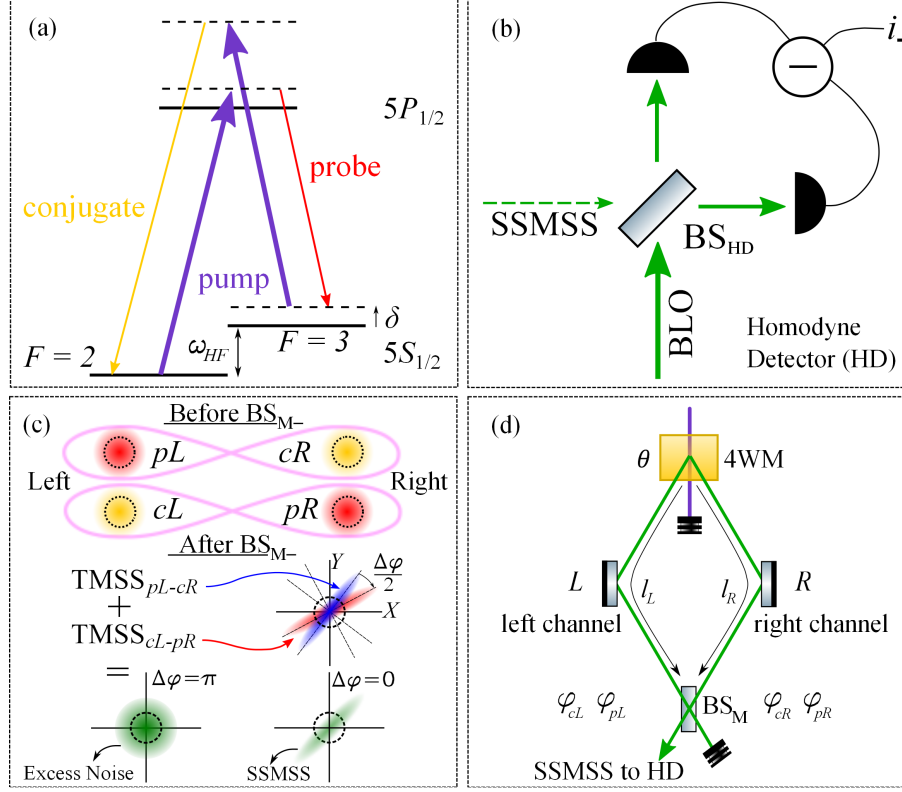 (a)
5P1/2
probe
conjugate
pump
δ
F = 2
ωHF
F = 3
5S1/2
(b)
i-
SSMSS
BSHD
BLO
Homodyne
Detector (HD)
(c)
Before BSM-
pL
cR
Left
Right
cL
pR
After BSM-
TMSSpL-cR
Y
Δφ
2
X
+
TMSScL-pR
=
Δφ=π
Δφ=0
Excess Noise
SSMSS
(d)
θ
4WM
L
lL
lR
R
left channel
right channel
φcL φpL
BSM
φcR φpR
SSMSS to HD